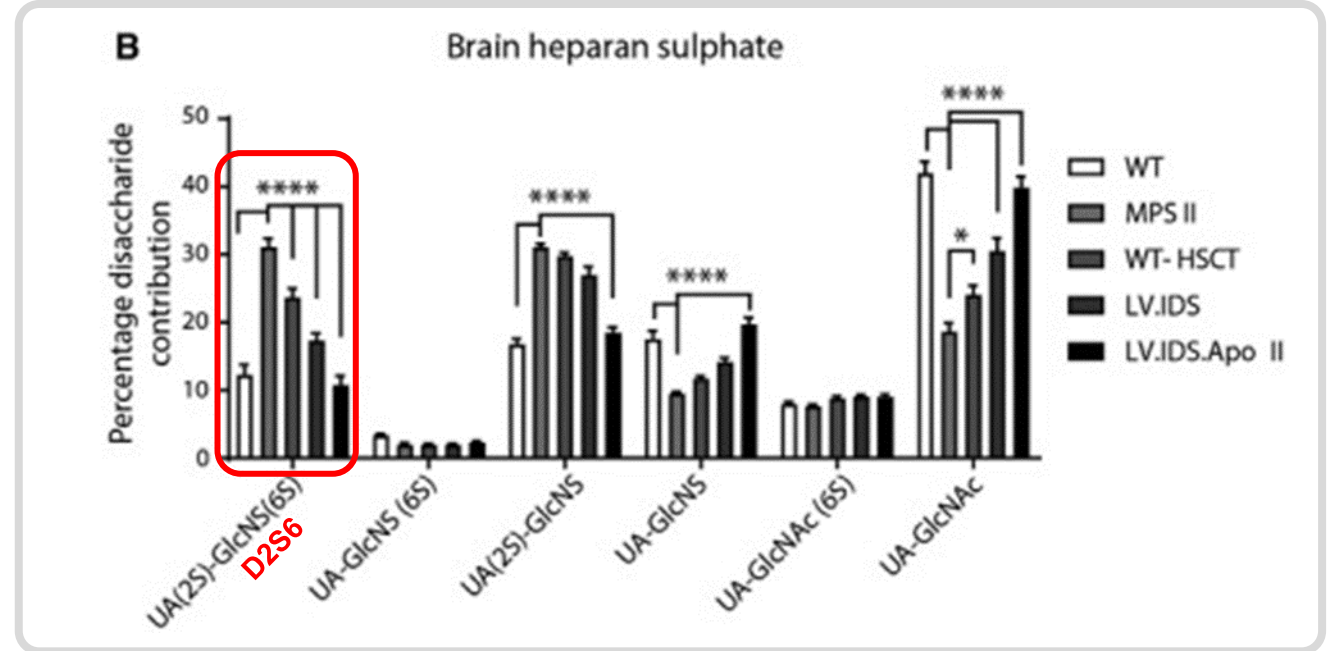 B
Brain heparan sulphate
Percentage disaccharide
contribution
50
40
30
20
10
0
****
****
****
*
****
UA(2S)-GlcNS(6S)
D2S6
UA-GlcNS (6S)
UA(2S)-GlcNS
UA-GlcNS
UA-GlcNAc (6S)
UA-GlcNAc
WT
MPS II
WT- HSCT
LV.IDS
LV.IDS.Apo II